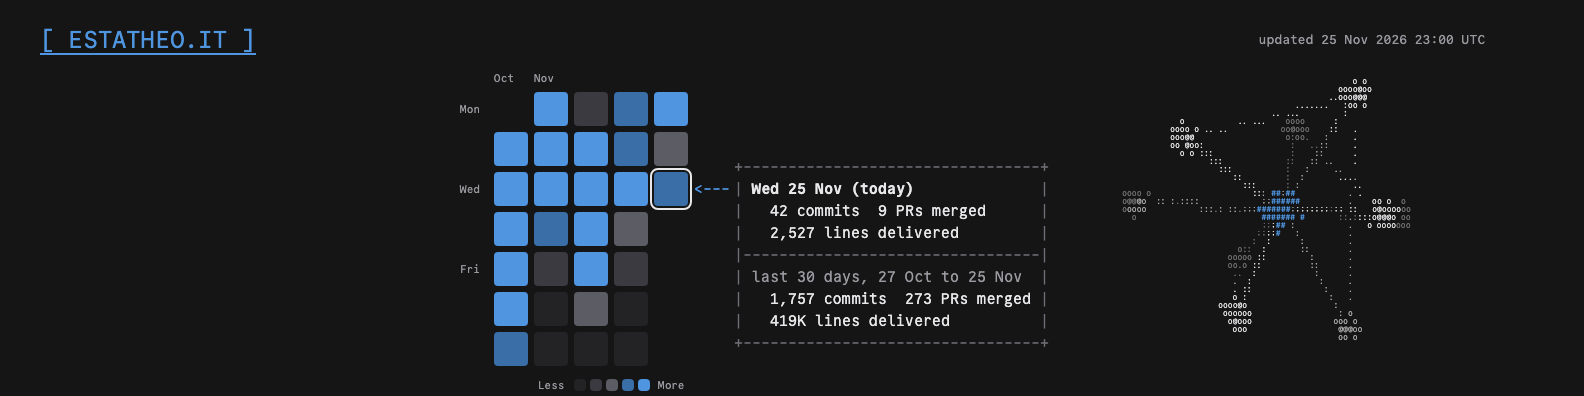 [ ESTATHEO.IT ]
updated 25 Nov 2026 23:00 UTC
Oct Nov
Mon
Wed
Fri
<---
Wed 25 Nov (today)
42 commits 9 PRs merged
2,527 lines delivered
last 30 days, 27 Oct to 25 Nov
1,757 commits 273 PRs merged
419K lines delivered
Less More